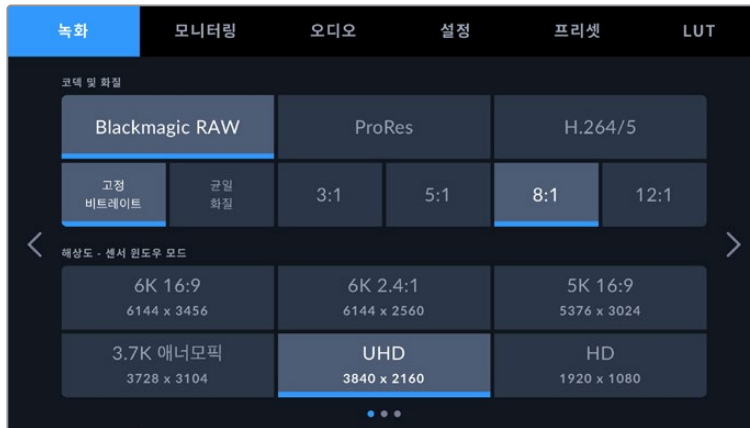 녹화 모니터링 오디오 설정 프리셋 LUT
코덱 및 화질
Blackmagic RAW ProRes H.264/5
고정 비트레이트 균일 화질 3:1 5:1 8:1 12:1
해상도 - 센서 윈도우 모드
6K 16:9 6K 2.4:1 5K 16:9
6144 x 3456 6144 x 2560 5376 x 3024
3.7K 애너모픽 UHD HD
3728 x 3104 3840 x 2160 1920 x 1080